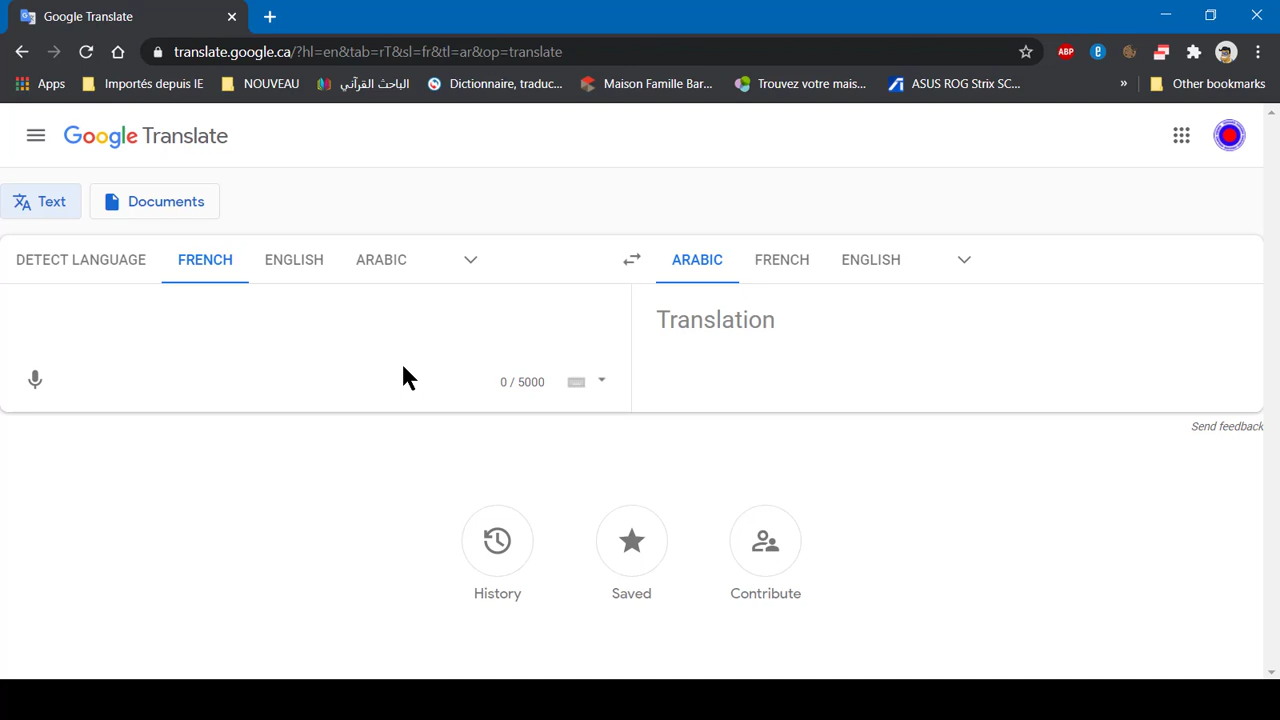 Google Translate
translate.google.ca/?hl=en&tab=rT&sl=fr&tl=ar&op=translate
ABP
Apps
Importés depuis IE
NOUVEAU
الباحث القرآني
Dictionnaire, traduc...
Maison Famille Bar...
Trouvez votre mais...
ASUS ROG Strix SC...
»
Other bookmarks
Google Translate
Text
Documents
DETECT LANGUAGE
FRENCH
ENGLISH
ARABIC
ARABIC
FRENCH
ENGLISH
Translation
0 / 5000
Send feedback
History
Saved
Contribute